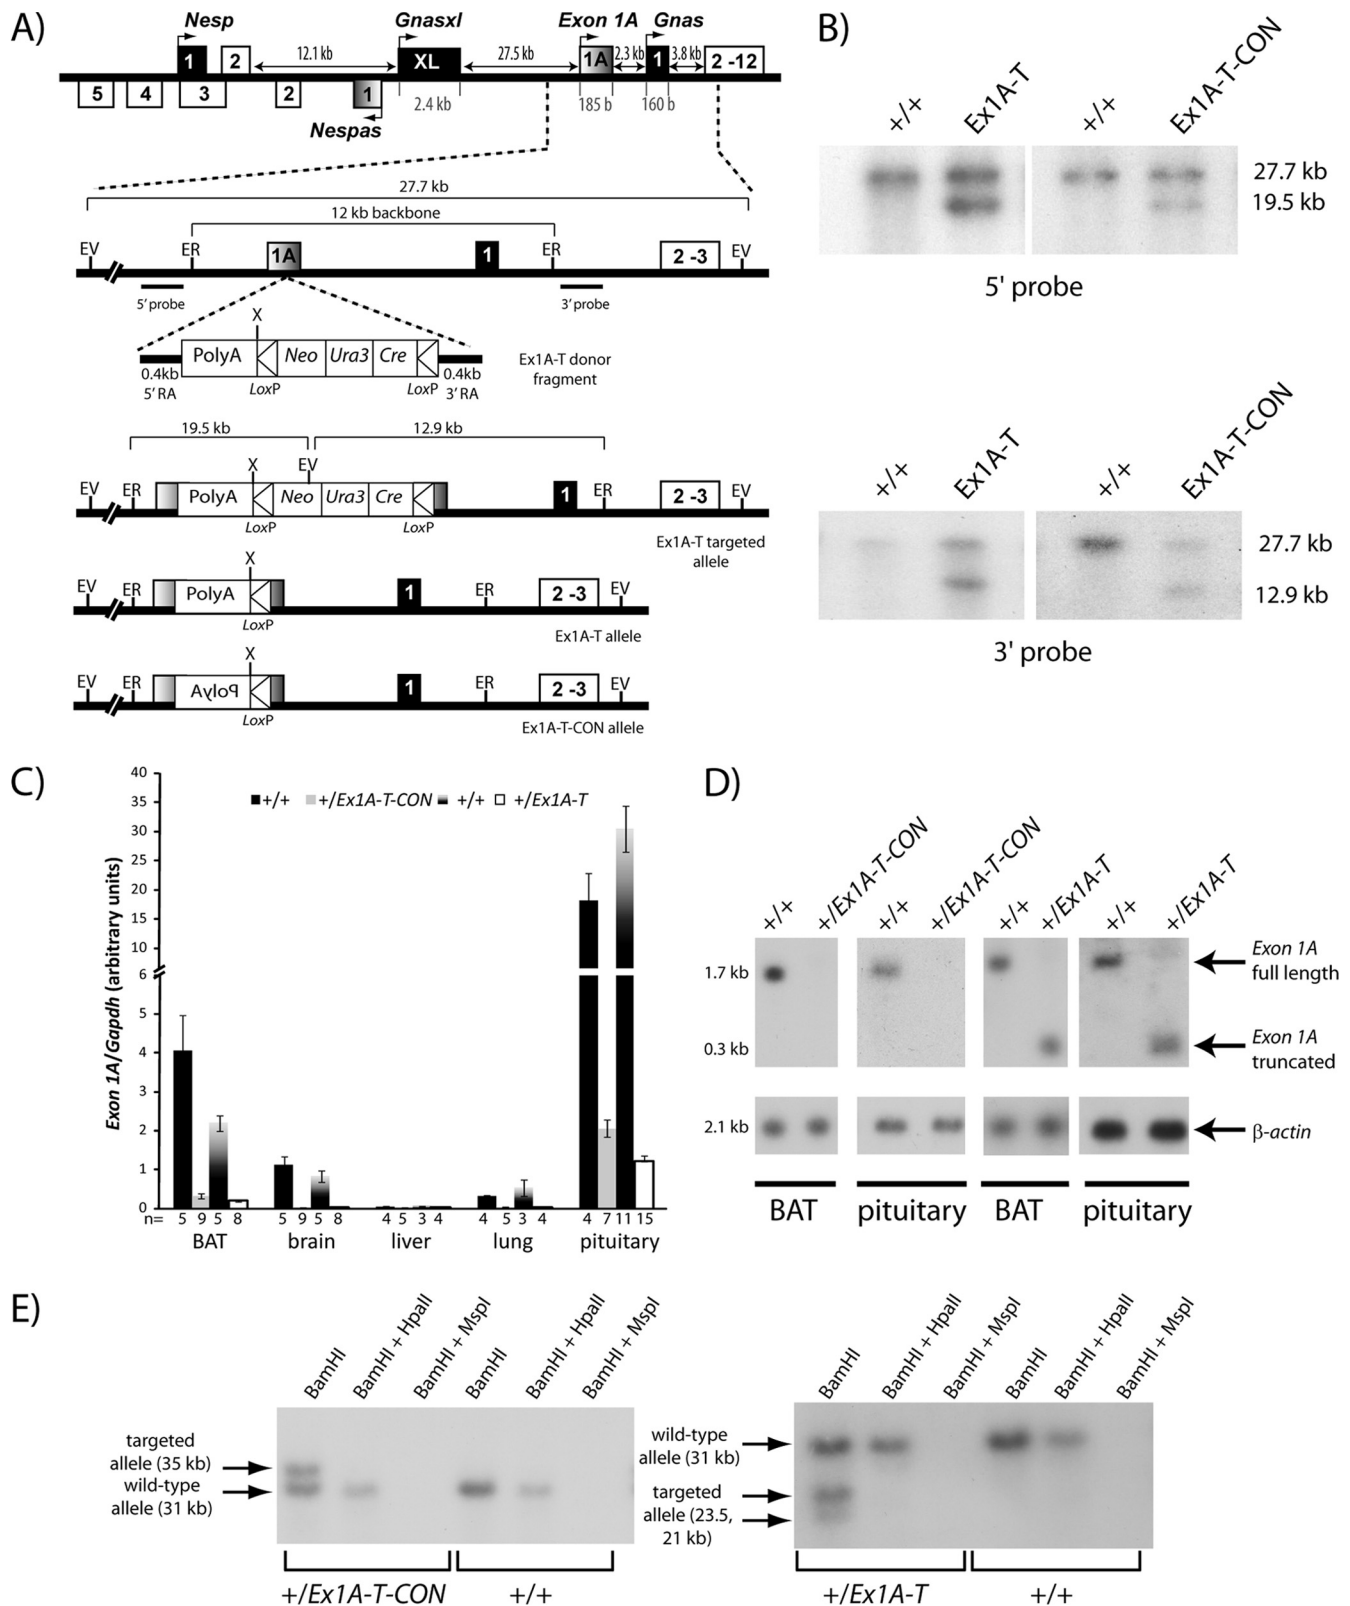 A)
Nesp
Gnasxl
Exon 1A
Gnas
1
2
12.1 kb
XL
27.5 kb
1A
2.3 kb
1
3.8 kb
2 -12
5
4
3
2
1
2.4 kb
185 b
160 b
Nespas
27.7 kb
12 kb backbone
EV
ER
1A
1
ER
2 -3
EV
5' probe
3' probe
X
PolyA
Neo
Ura3
Cre
Ex1A-T donor
fragment
0.4kb
LoxP
LoxP
0.4kb
5' RA
3' RA
19.5 kb
12.9 kb
EV
ER
X
EV
PolyA
Neo
Ura3
Cre
1
ER
2 -3
EV
LoxP
LoxP
Ex1A-T targeted
allele
X
EV
ER
PolyA
1
ER
2 -3
EV
LoxP
Ex1A-T allele
X
EV
ER
PolyA
1
ER
2 -3
EV
LoxP
Ex1A-T-CON allele
B)
+/+
Ex1A-T
+/+
Ex1A-T-CON
27.7 kb
19.5 kb
5' probe
+/+
Ex1A-T
+/+
Ex1A-T-CON
27.7 kb
12.9 kb
3' probe
C)
Exon 1A/Gapdh (arbitrary units)
+/+ +/Ex1A-T-CON +/+ +/Ex1A-T
40
35
30
25
20
15
10
6
5
4
3
2
1
0
n= 5 9 5 8 5 9 5 8 4 5 3 4 4 5 3 4 4 7 11 15
BAT brain liver lung pituitary
D)
+/+
+/Ex1A-T-CON
+/+
+/Ex1A-T-CON
+/+
+/Ex1A-T
+/+
+/Ex1A-T
1.7 kb
0.3 kb
2.1 kb
Exon 1A
full length
Exon 1A
truncated
β-actin
BAT
pituitary
BAT
pituitary
E)
BamHI
BamHI + HpaII
BamHI + MspI
BamHI
BamHI + HpaII
BamHI + MspI
targeted
allele (35 kb)
wild-type
allele (31 kb)
+/Ex1A-T-CON
+/+
BamHI
BamHI + HpaII
BamHI + MspI
BamHI
BamHI + HpaII
BamHI + MspI
wild-type
allele (31 kb)
targeted
allele (23.5,
21 kb)
+/Ex1A-T
+/+